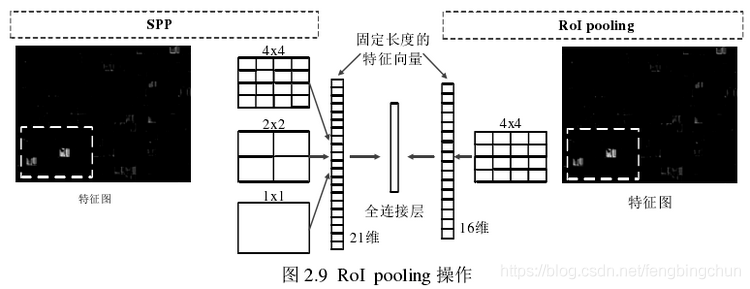 SPP
RoI pooling
固定长度的
特征向量
4x4
2x2
1x1
4x4
特征图
全连接层
特征图
21维
16维
图 2.9 RoI pooling 操作
https://blog.csdn.net/fengbingchun